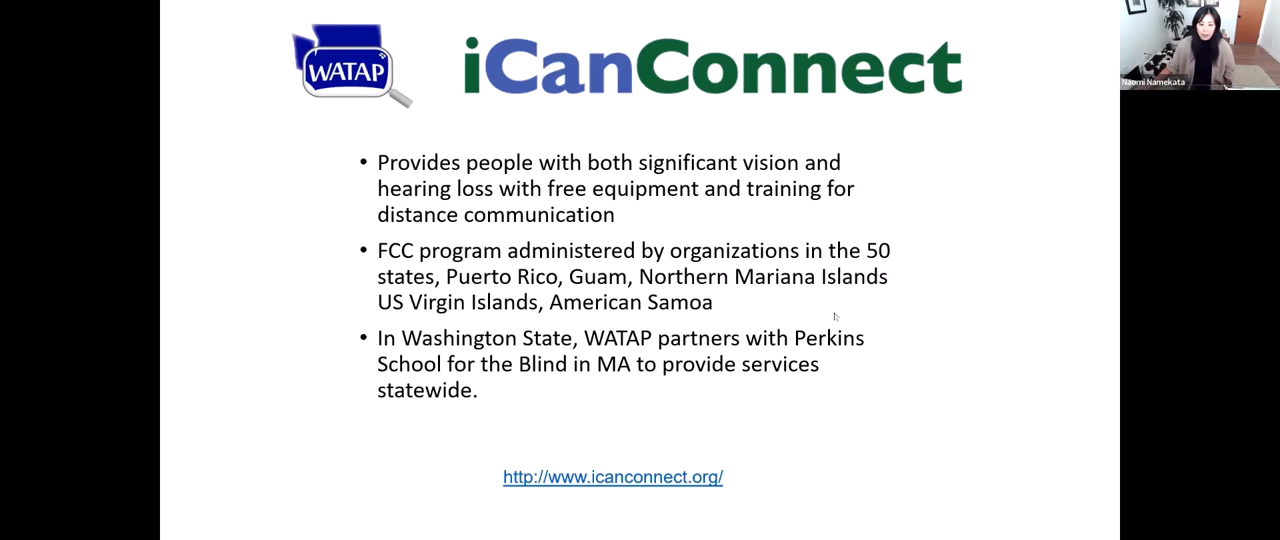 WATAP
iCanConnect
Naomi Namekata
• Provides people with both significant vision and
hearing loss with free equipment and training for
distance communication
• FCC program administered by organizations in the 50
states, Puerto Rico, Guam, Northern Mariana Islands
US Virgin Islands, American Samoa
• In Washington State, WATAP partners with Perkins
School for the Blind in MA to provide services
statewide.
http://www.icanconnect.org/